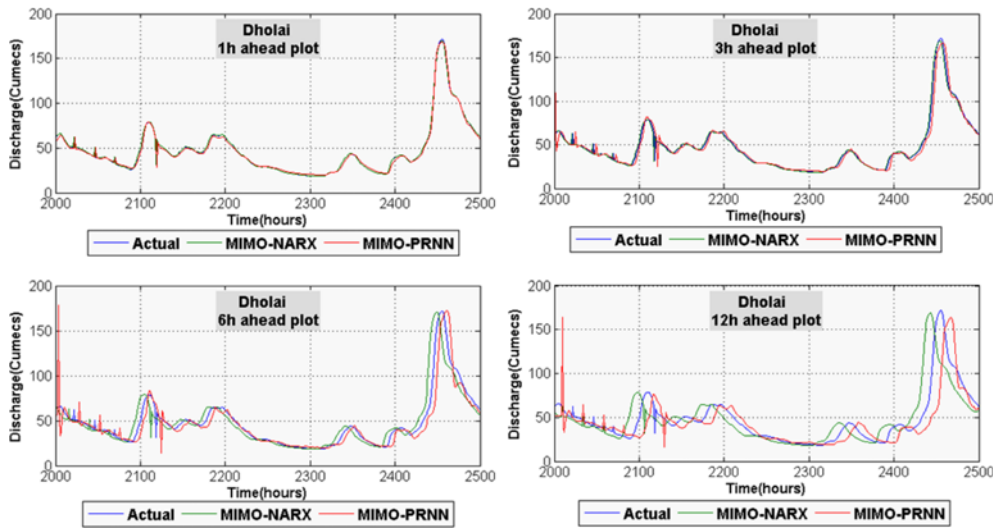 Dholai
1h ahead plot
Discharge(Cumecs)
200
150
100
50
0
2000 2100 2200 2300 2400 2500
Time(hours)
Actual MIMO-NARX MIMO-PRNN
Dholai
3h ahead plot
Discharge(Cumecs)
200
150
100
50
0
2000 2100 2200 2300 2400 2500
Time(hours)
Actual MIMO-NARX MIMO-PRNN
Dholai
6h ahead plot
Discharge(Cumecs)
200
150
100
50
0
2000 2100 2200 2300 2400 2500
Time(hours)
Actual MIMO-NARX MIMO-PRNN
Dholai
12h ahead plot
Discharge(Cumecs)
200
150
100
50
0
2000 2100 2200 2300 2400 2500
Time(hours)
Actual MIMO-NARX MIMO-PRNN